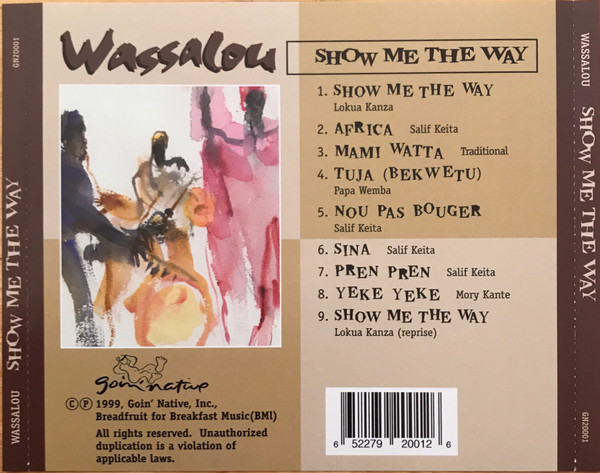 GN20001
WASSALOU SHOW ME THE WAY
Wassalou
SHOW ME THE WAY
1. SHOW ME THE WAY
Lokua Kanza
2. AFRICA Salif Keita
3. MAMI WATTA Traditional
4. TUJA (BEKWETU)
Papa Wemba
5. NOU PAS BOUGER
Salif Keita
6. SINA Salif Keita
7. PREN PREN Salif Keita
8. YEKE YEKE Mory Kante
9. SHOW ME THE WAY
Lokua Kanza (reprise)
goin' native
© ℗ 1999, Goin' Native, Inc.,
Breadfruit for Breakfast Music(BMI)
All rights reserved. Unauthorized
duplication is a violation of
applicable laws.
6 52279 20012 6
WASSALOU SHOW ME THE WAY
GN20001